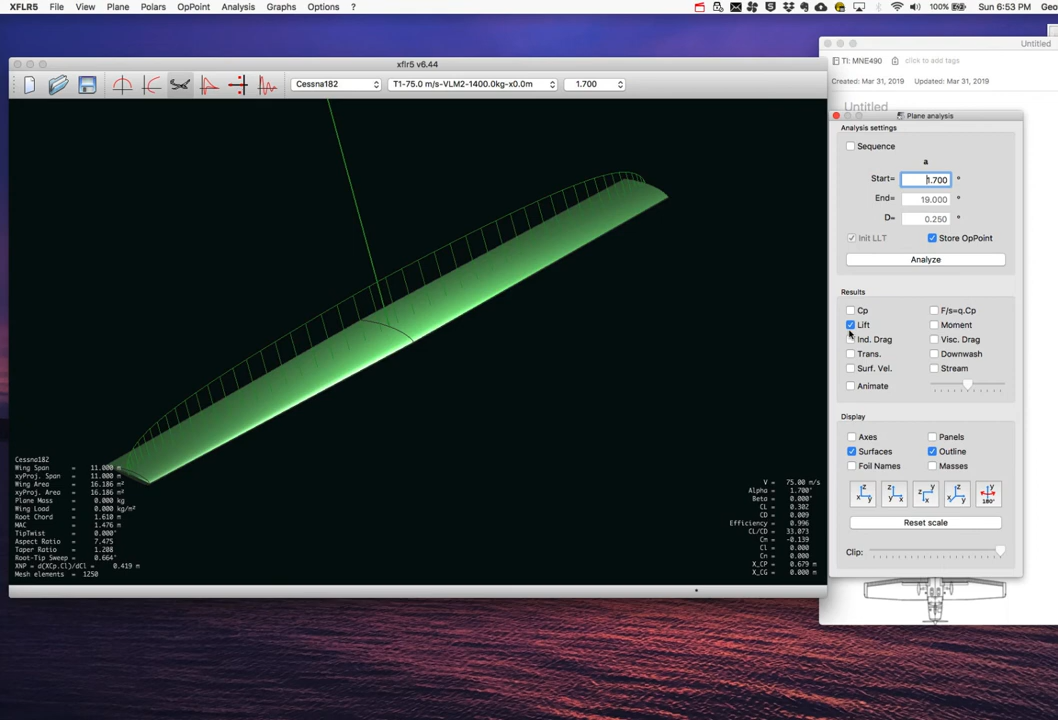 XFLR5 File View Plane Polars OpPoint Analysis Graphs Options ? 100% Sun 6:53 PM Geo
Untitled
TI: MNE490 click to add tags
Created: Mar 31, 2019 Updated: Mar 31, 2019
Untitled
xflr5 v6.44
Cessna182 T1-75.0 m/s-VLM2-1400.0kg-x0.0m 1.700
Plane analysis
Analysis settings
Sequence
a
Start= 1.700 °
End= 19.000 °
D= 0.250 °
Init LLT Store OpPoint
Analyze
Results
Cp F/s=q.Cp
Lift Moment
Ind. Drag Visc. Drag
Trans. Downwash
Surf. Vel. Stream
Animate
Display
Axes Panels
Surfaces Outline
Foil Names Masses
z x y z y x y z x z x y y 180°
Reset scale
Clip:
Cessna182
Wing Span = 11.000 m
xyProj. Span = 11.000 m
Wing Area = 16.186 m²
xyProj. Area = 16.186 m²
Plane Mass = 0.000 kg
Wing Load = 0.000 kg/m²
Root Chord = 1.610 m
MAC = 1.476 m
TipTwist = 0.000°
Aspect Ratio = 7.475
Taper Ratio = 1.208
Root-Tip Sweep = 0.664°
XNP = d(XCp.Cl)/dCl = 0.419 m
Mesh elements = 1250
V = 75.00 m/s
Alpha = 1.700°
Beta = 0.000°
CL = 0.302
CD = 0.009
Efficiency = 0.996
CL/CD = 33.073
Cm = -0.139
Cl = 0.000
Cn = 0.000
X_CP = 0.679 m
X_CG = 0.000 m